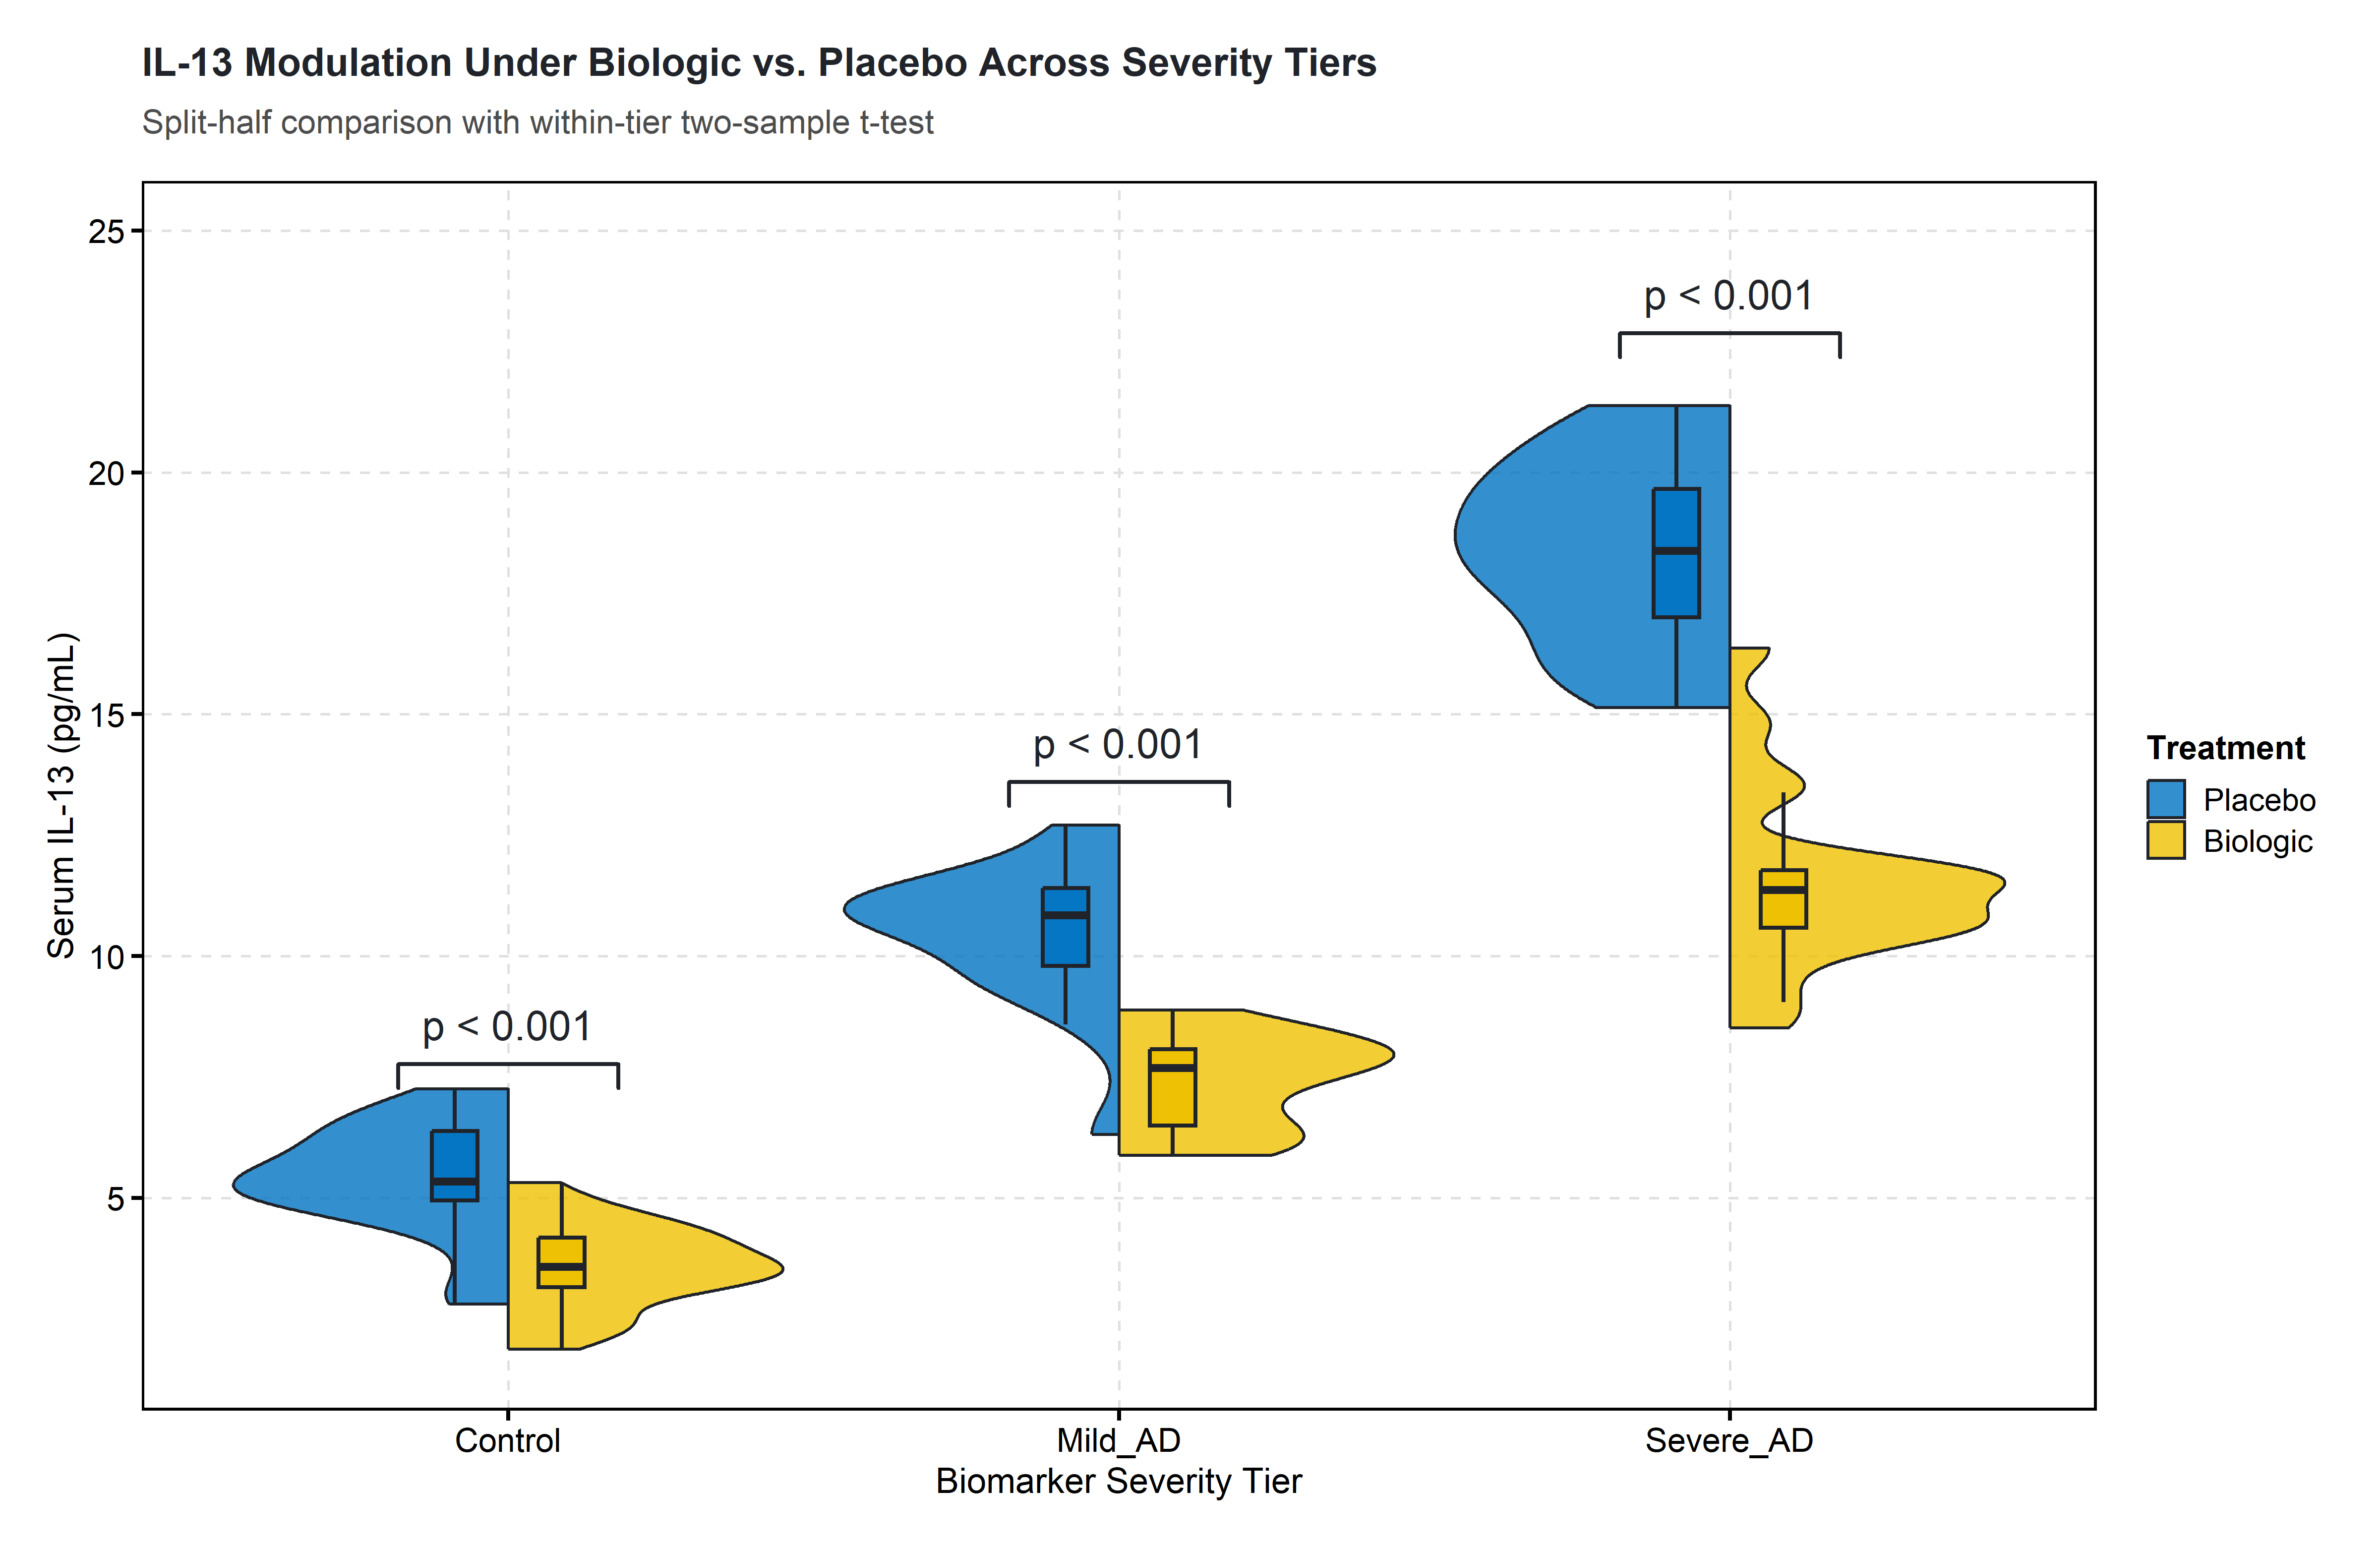 IL-13 Modulation Under Biologic vs. Placebo Across Severity Tiers
Split-half comparison with within-tier two-sample t-test
Serum IL-13 (pg/mL)
25
20
15
10
5
p < 0.001
p < 0.001
p < 0.001
Control
Mild_AD
Severe_AD
Biomarker Severity Tier
Treatment
Placebo
Biologic